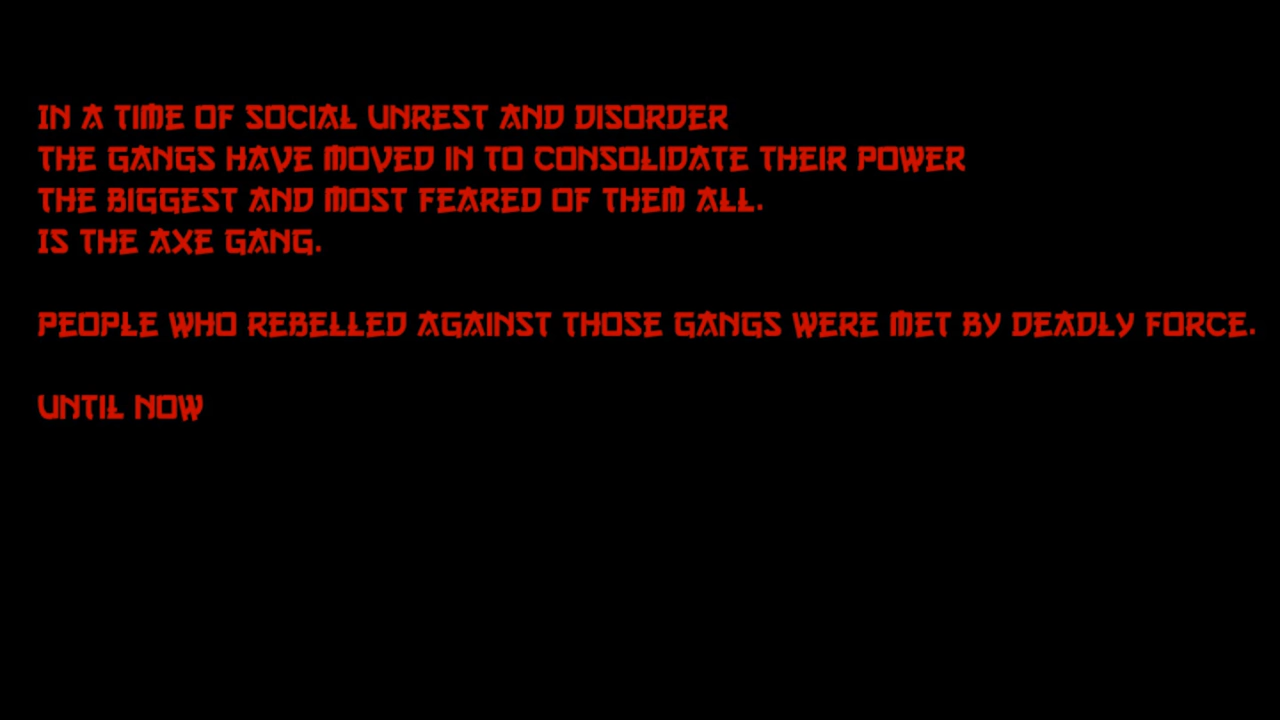 IN A TIME OF SOCIAL UNREST AND DISORDER
THE GANGS HAVE MOVED IN TO CONSOLIDATE THEIR POWER
THE BIGGEST AND MOST FEARED OF THEM ALL.
IS THE AXE GANG.
PEOPLE WHO REBELLED AGAINST THOSE GANGS WERE MET BY DEADLY FORCE.
UNTIL NOW